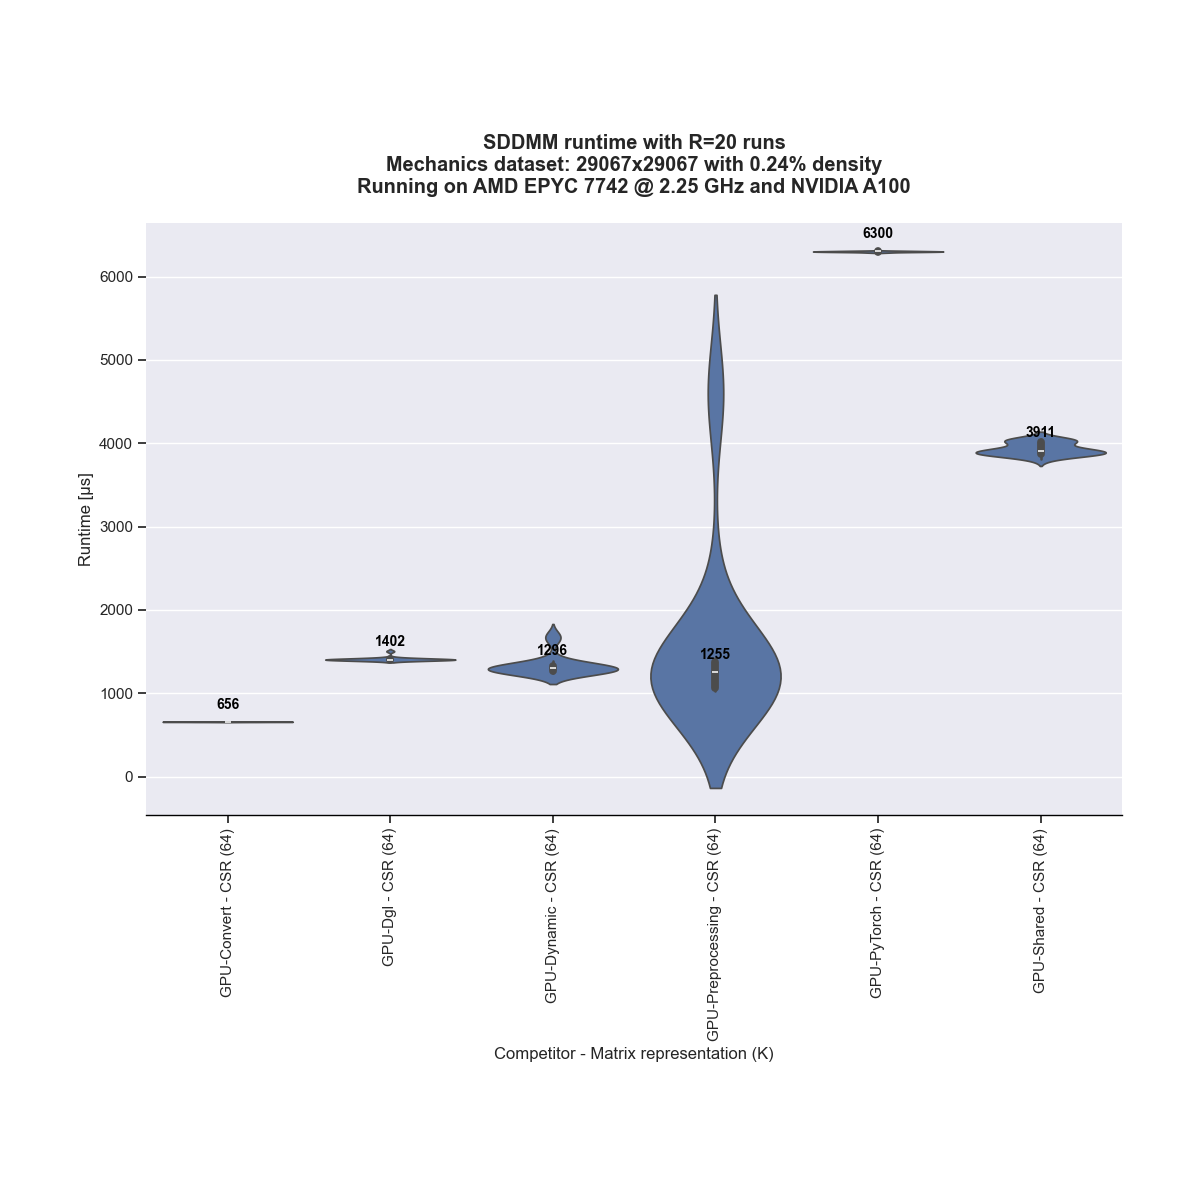 SDDMM runtime with R=20 runs
Mechanics dataset: 29067x29067 with 0.24% density
Running on AMD EPYC 7742 @ 2.25 GHz and NVIDIA A100
Runtime [μs]
6000
5000
4000
3000
2000
1000
0
656
1402
1296
1255
6300
3911
GPU-Convert - CSR (64)
GPU-Dgl - CSR (64)
GPU-Dynamic - CSR (64)
GPU-Preprocessing - CSR (64)
GPU-PyTorch - CSR (64)
GPU-Shared - CSR (64)
Competitor - Matrix representation (K)